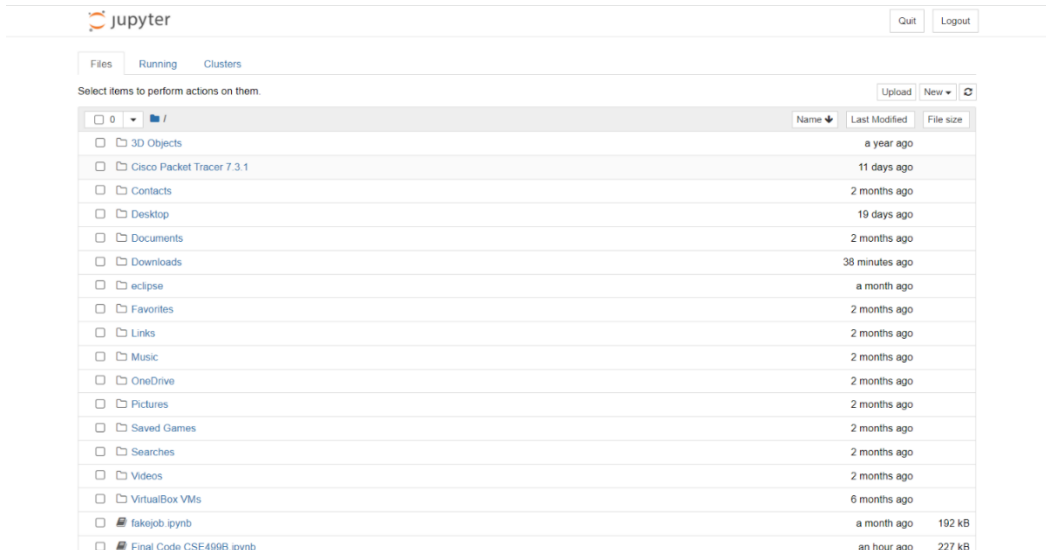 jupyter Quit Logout
Files Running Clusters
Select items to perform actions on them. Upload New
0 / Name Last Modified File size
3D Objects a year ago
Cisco Packet Tracer 7.3.1 11 days ago
Contacts 2 months ago
Desktop 19 days ago
Documents 2 months ago
Downloads 38 minutes ago
eclipse a month ago
Favorites 2 months ago
Links 2 months ago
Music 2 months ago
OneDrive 2 months ago
Pictures 2 months ago
Saved Games 2 months ago
Searches 2 months ago
Videos 2 months ago
VirtualBox VMs 6 months ago
fakejob.ipynb a month ago 192 kB
Final Code CSE499B.ipynb an hour ago 227 kB